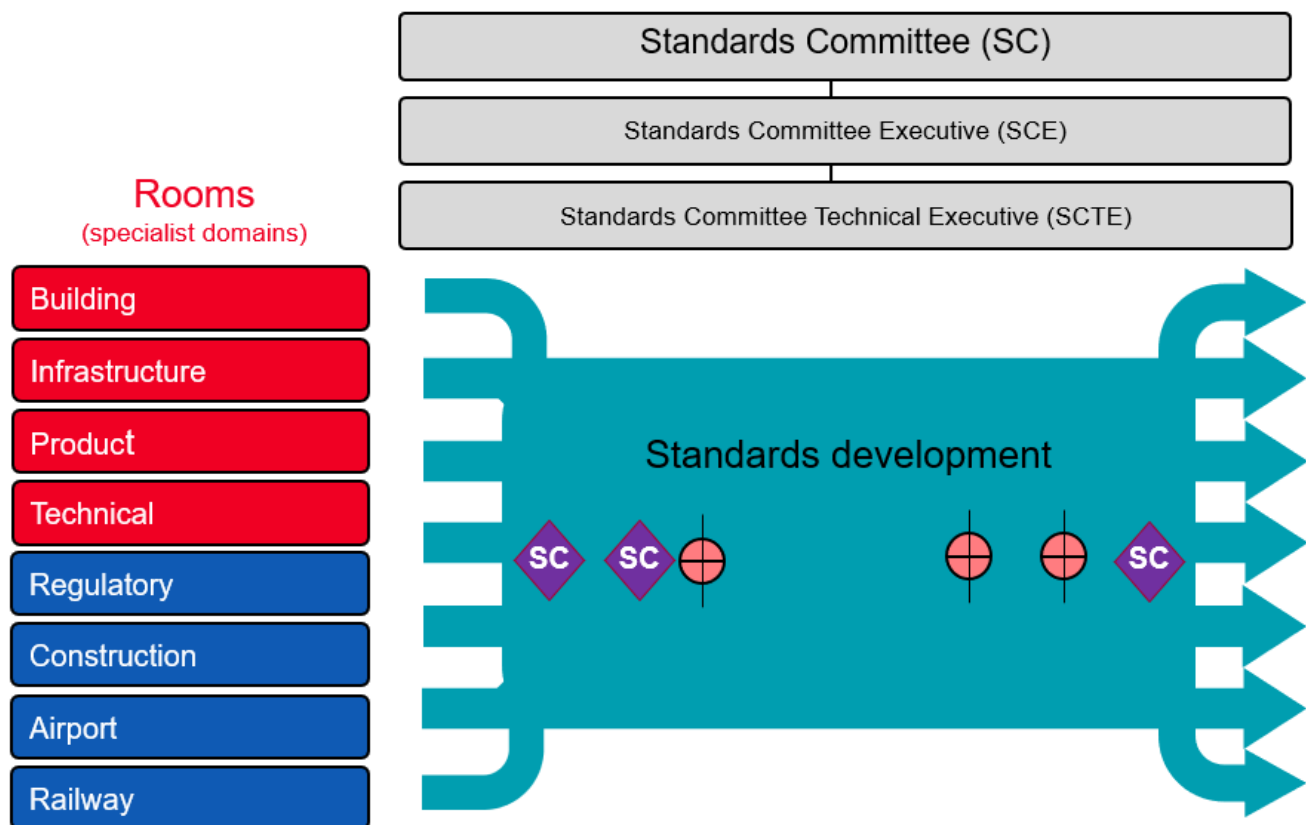 Standards Committee (SC)
Standards Committee Executive (SCE)
Standards Committee Technical Executive (SCTE)
Rooms
(specialist domains)
Building
Infrastructure
Product
Technical
Regulatory
Construction
Airport
Railway
Standards development
SC SC SC